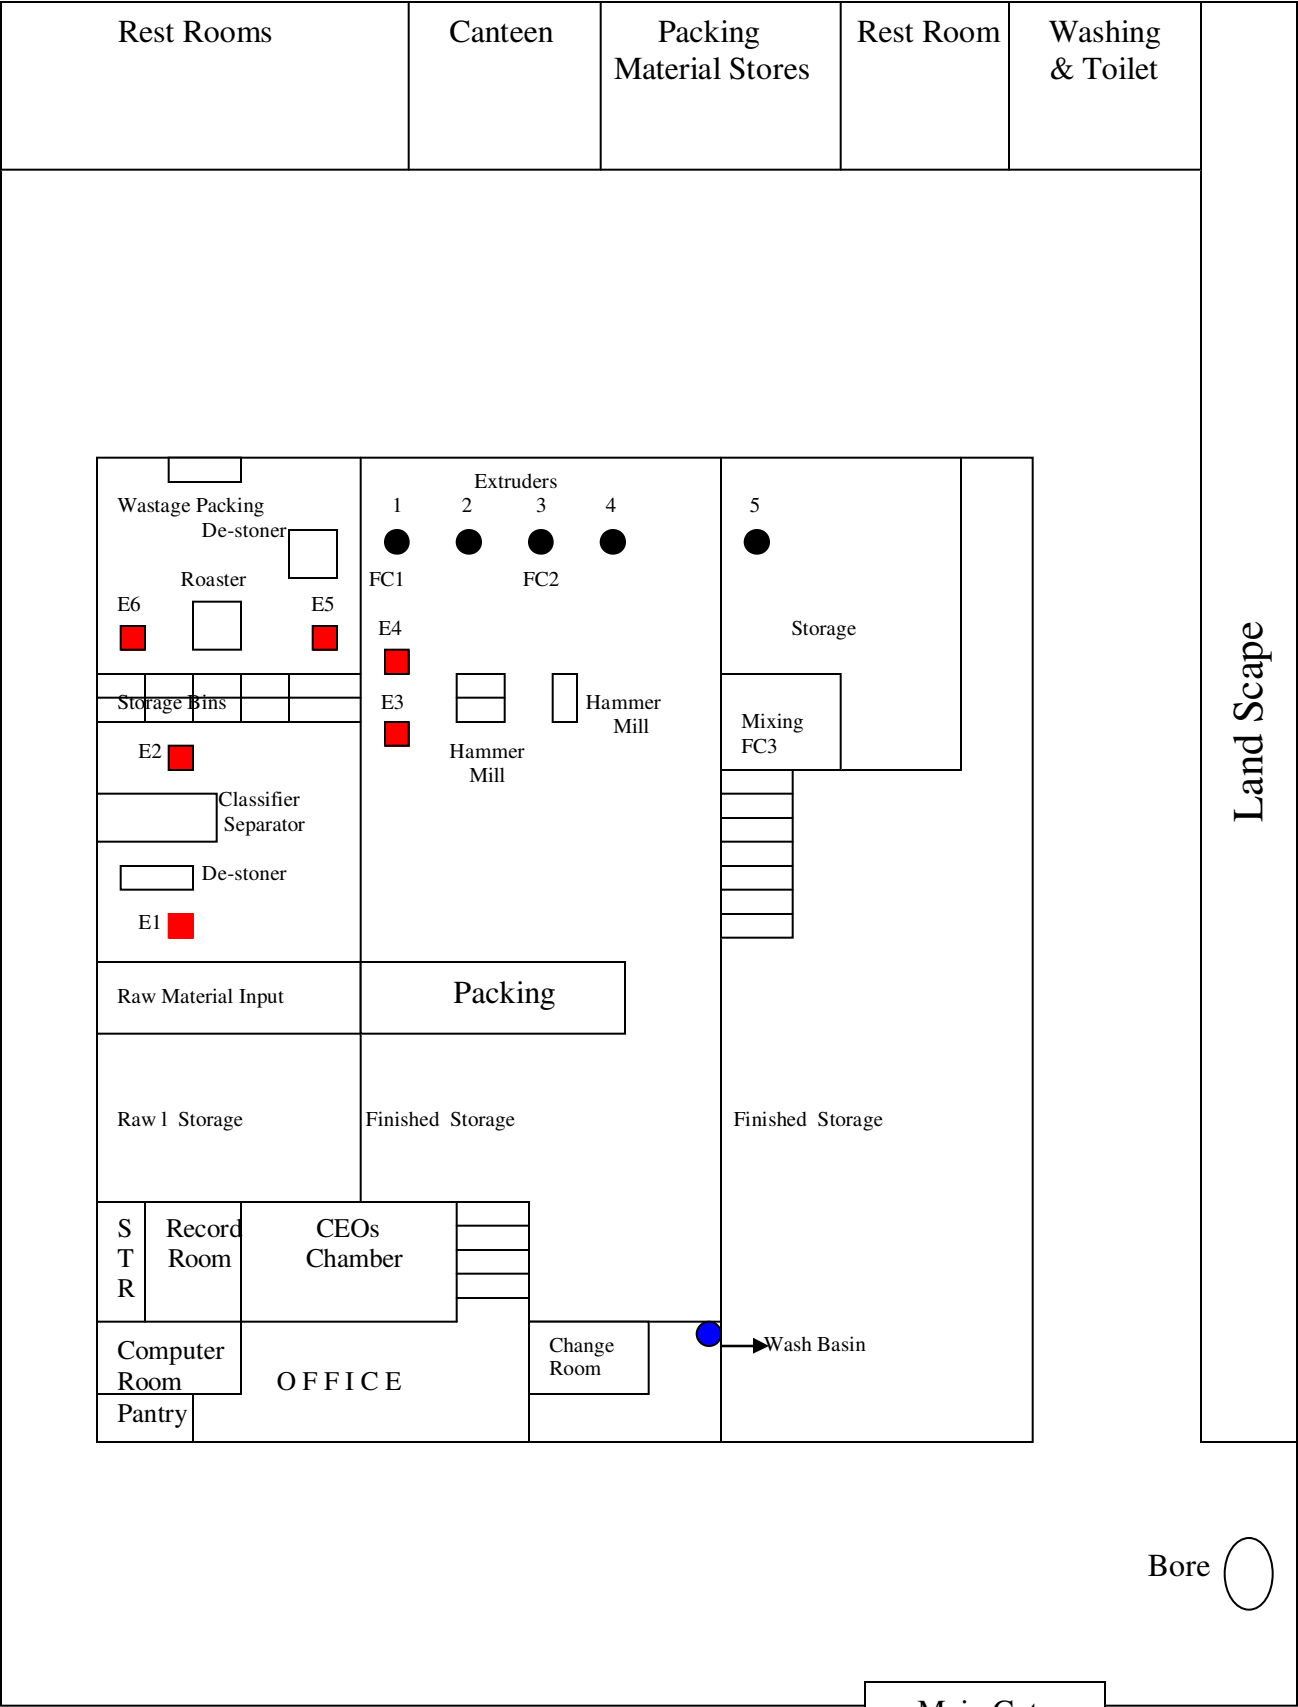 Rest Rooms
Canteen
Packing
Material Stores
Rest Room
Washing
& Toilet
Land Scape
Extruders
Wastage Packing
1 2 3 4 5
De-stoner
Roaster
FC1 FC2
E6 E5
E4
Storage
Storage Bins
E3
Hammer
Mill
Mixing
FC3
E2
Hammer
Mill
Classifier
Separator
De-stoner
E1
Raw Material Input
Packing
Raw l Storage
Finished Storage
Finished Storage
S
T
R
Record
Room
CEOs
Chamber
Computer
Room
OFFICE
Change
Room
Wash Basin
Pantry
Bore